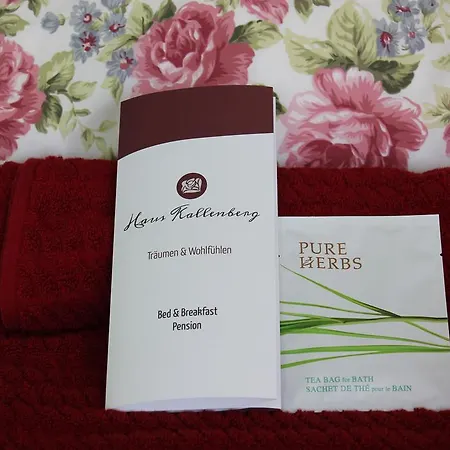 Haus Kallenberg
Träumen & Wohlfühlen
Bed & Breakfast
Pension
PURE
HERBS
TEA BAG for BATH
SACHET DE THÉ pour le BAIN